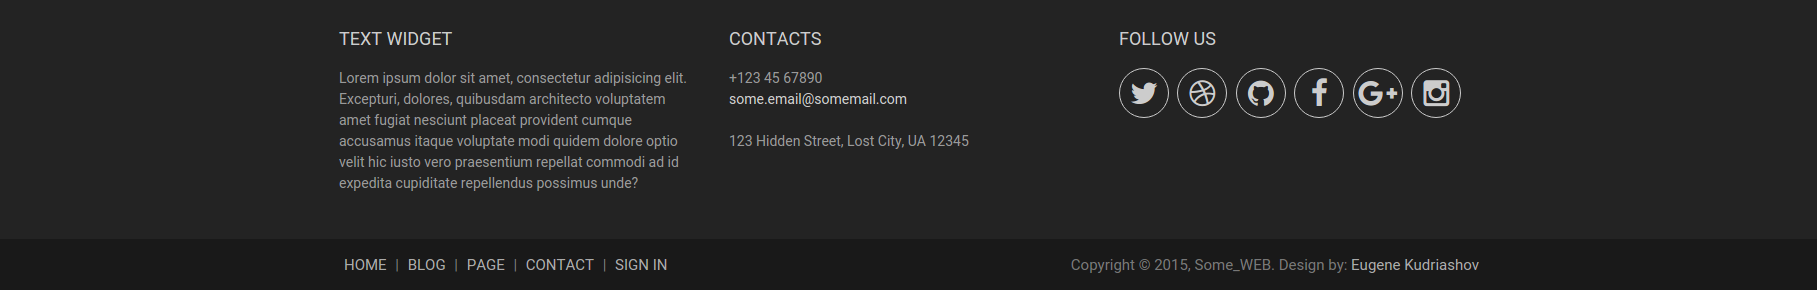 TEXT WIDGET
Lorem ipsum dolor sit amet, consectetur adipisicing elit.
Excepturi, dolores, quibusdam architecto voluptatem
amet fugiat nesciunt placeat provident cumque
accusamus itaque voluptate modi quidem dolore optio
velit hic iusto vero praesentium repellat commodi ad id
expedita cupiditate repellendus possimus unde?
CONTACTS
+123 45 67890
some.email@somemail.com
123 Hidden Street, Lost City, UA 12345
FOLLOW US
HOME | BLOG | PAGE | CONTACT | SIGN IN
Copyright © 2015, Some_WEB. Design by: Eugene Kudriashov